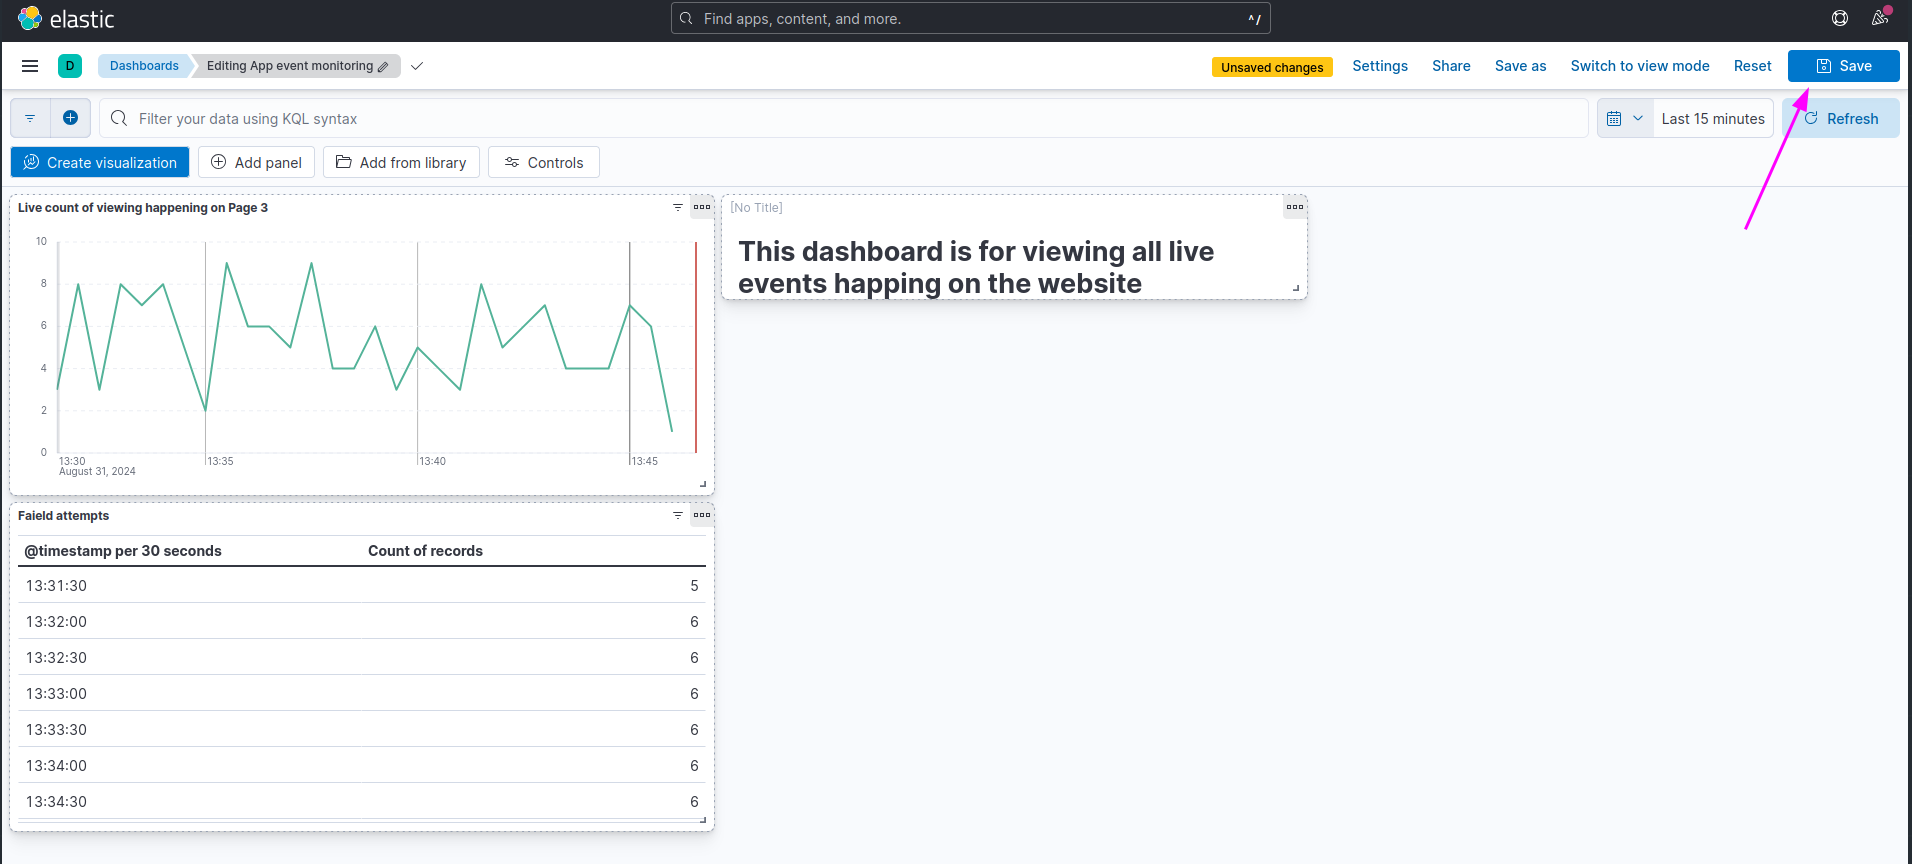 elastic
Find apps, content, and more.
^/
D
Dashboards
Editing App event monitoring
Unsaved changes
Settings
Share
Save as
Switch to view mode
Reset
Save
Filter your data using KQL syntax
Last 15 minutes
Refresh
Create visualization
Add panel
Add from library
Controls
Live count of viewing happening on Page 3
10
8
6
4
2
0
13:30
13:35
13:40
13:45
August 31, 2024
[No Title]
This dashboard is for viewing all live
events happing on the website
Faield attempts
@timestamp per 30 seconds Count of records
13:31:30 5
13:32:00 6
13:32:30 6
13:33:00 6
13:33:30 6
13:34:00 6
13:34:30 6